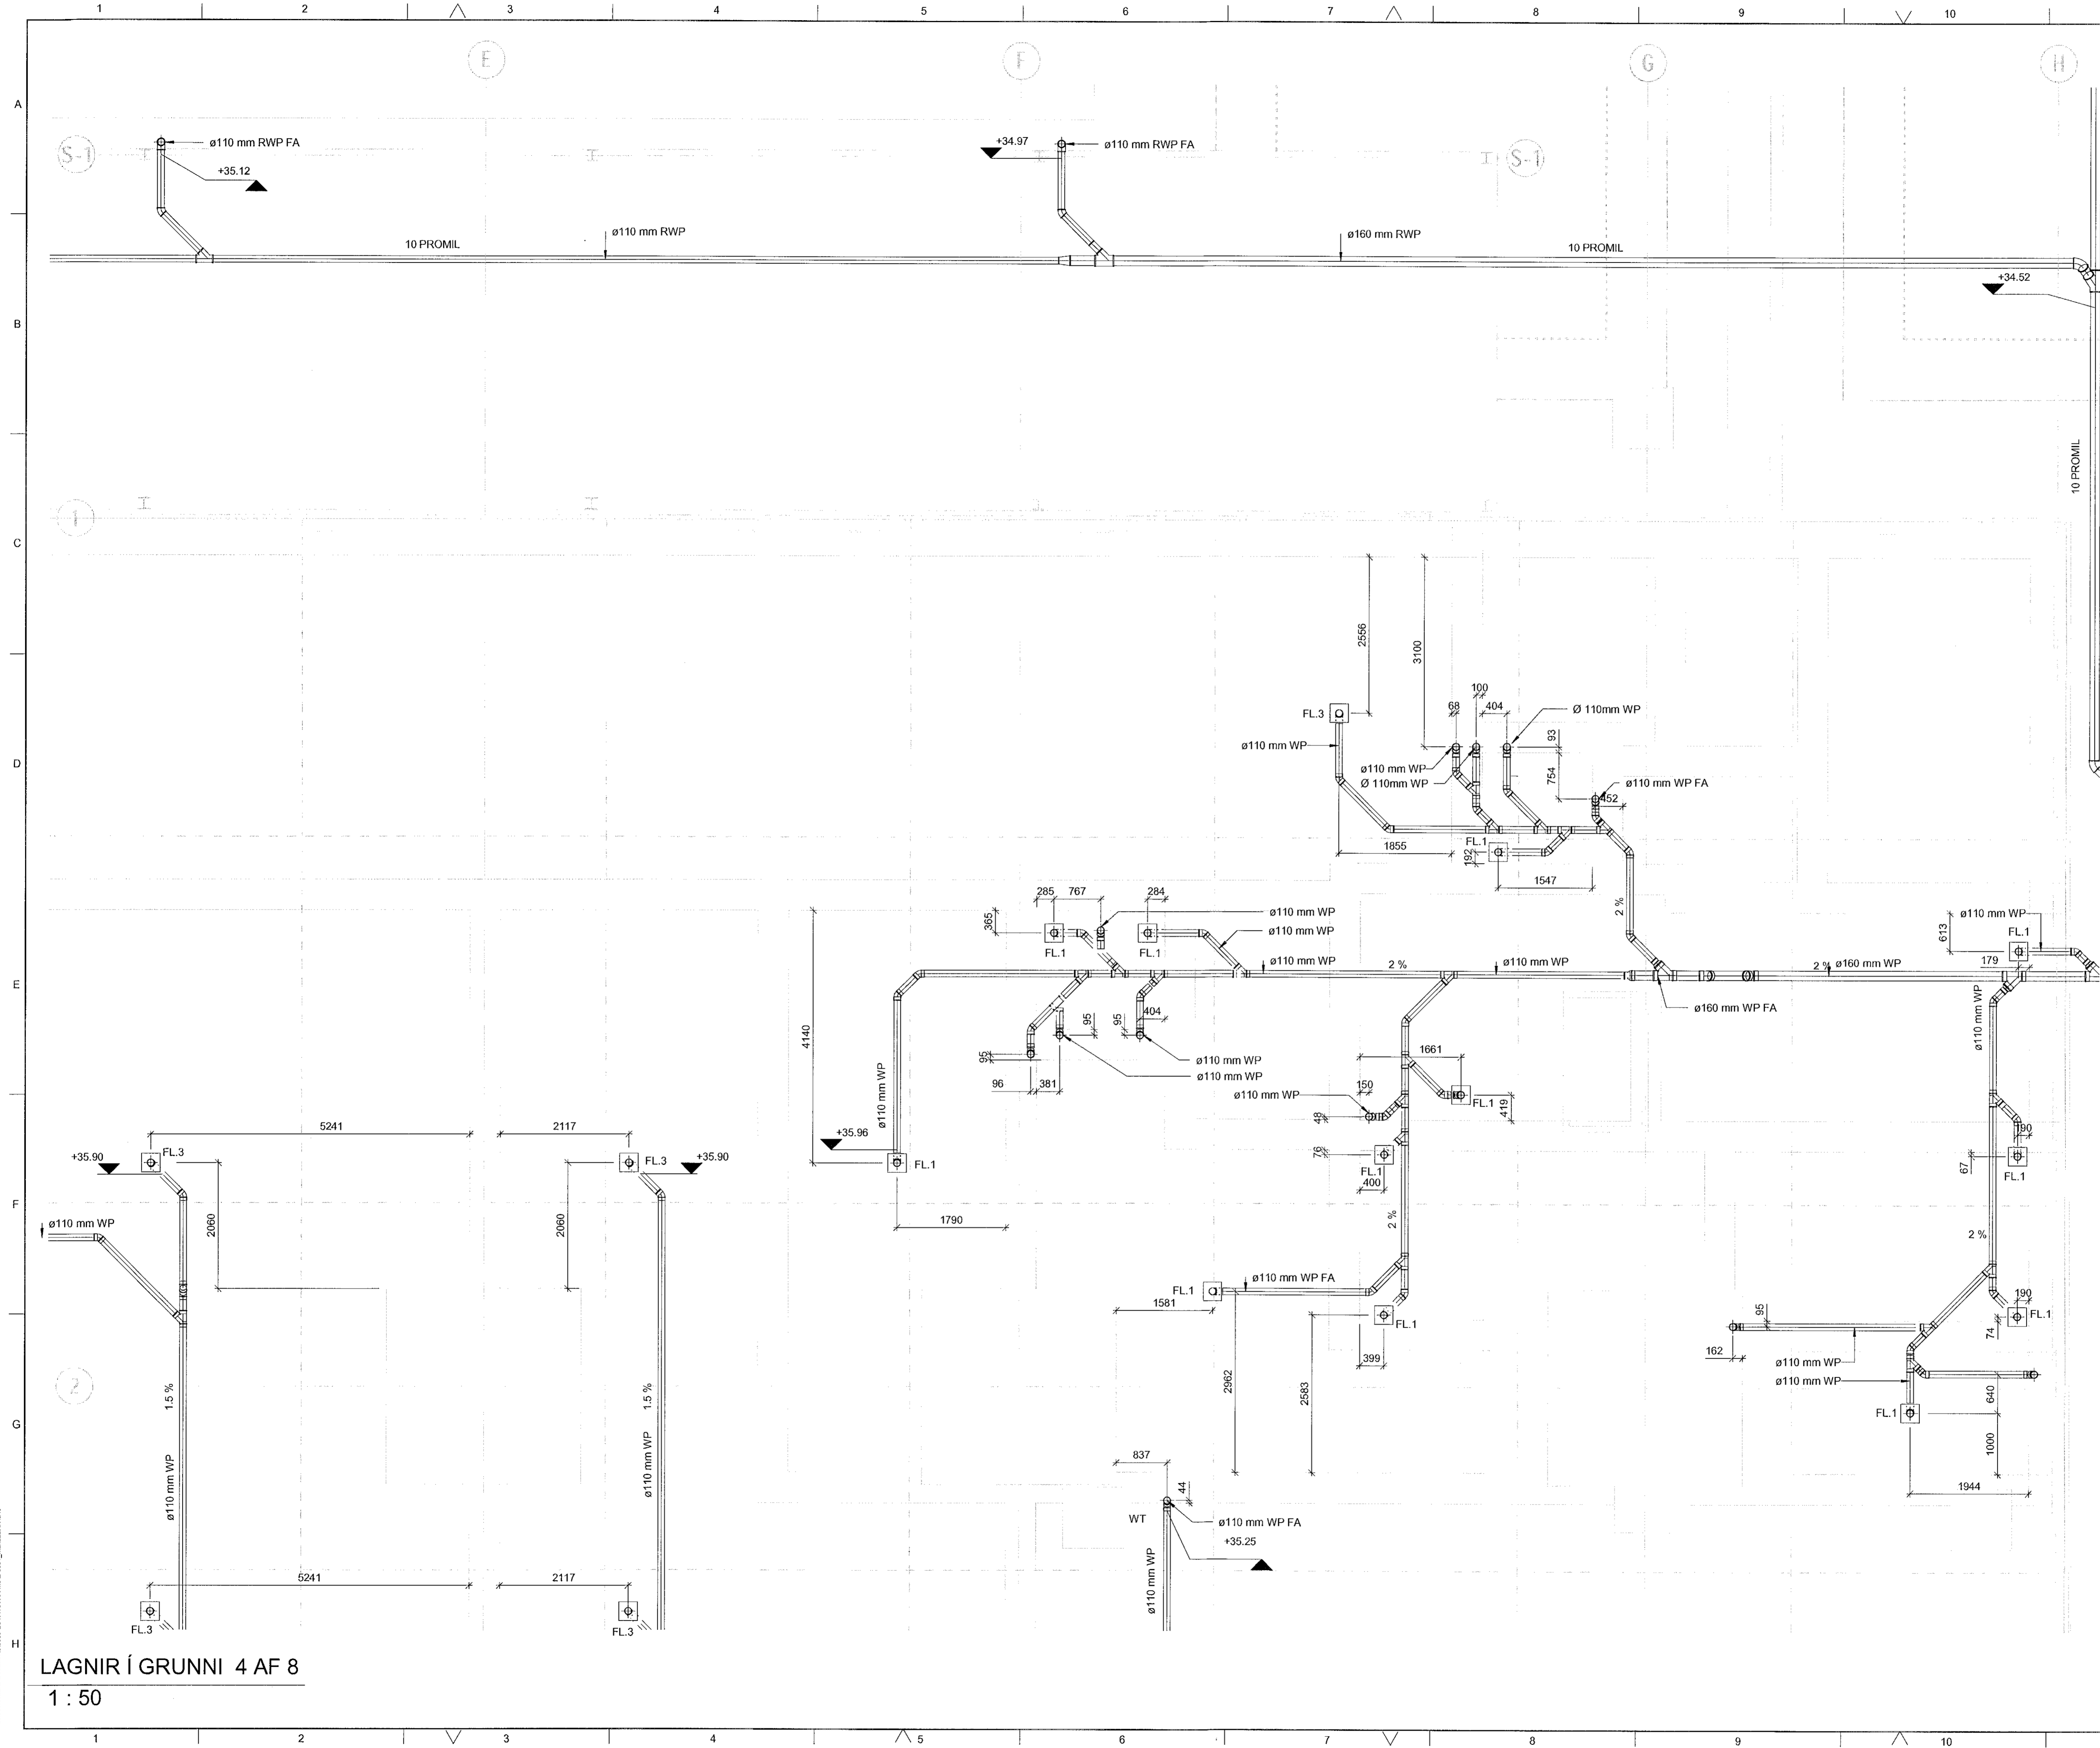 1 2 3 4 5 6 7 8 9 10
E F G H
A
S-1
ø110 mm RWP FA
+35.12
+34.97
ø110 mm RWP FA
S-1
10 PROMIL
ø110 mm RWP
ø160 mm RWP
10 PROMIL
+34.52
B
10 PROMIL
1
C
2556
3100
100
68
404
Ø 110mm WP
FL.3
93
ø110 mm WP
ø110 mm WP
Ø 110mm WP
754
D
ø110 mm WP FA
452
1855
FL.1
192
1547
2 %
285
767
284
365
ø110 mm WP
ø110 mm WP
FL.1
FL.1
ø110 mm WP
2 %
ø110 mm WP
2 %
ø160 mm WP
ø110 mm WP
613
FL.1
179
E
ø160 mm WP FA
ø110 mm WP
4140
95
95
404
95
ø110 mm WP
ø110 mm WP
96
381
ø110 mm WP
1661
150
ø110 mm WP
FL.1
419
48
5241
2117
+35.96
FL.1
76
FL.1
400
190
67
FL.1
+35.90
FL.3
FL.3
+35.90
F
2060
2060
1790
2 %
2 %
ø110 mm WP
FL.1
ø110 mm WP FA
1581
FL.1
399
2962
2583
190
FL.1
74
95
162
ø110 mm WP
ø110 mm WP
2
1.5 %
1.5 %
G
FL.1
640
1000
1944
ø110 mm WP
ø110 mm WP
837
44
WT
ø110 mm WP FA
+35.25
ø110 mm WP
5241
2117
FL.3
FL.3
H
LAGNIR Í GRUNNI 4 AF 8
1 : 50
1 2 3 4 5 6 7 8 9 10